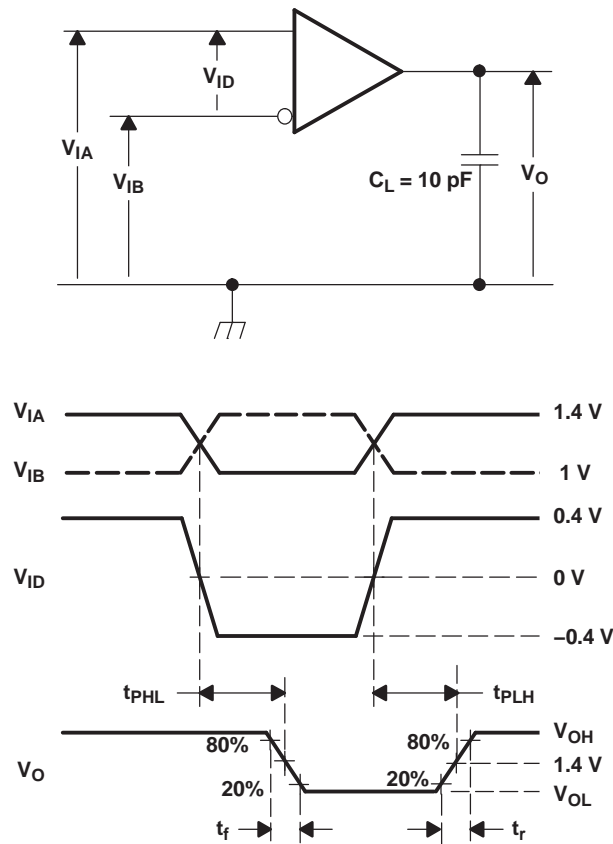 V_ID
V_IA
V_IB
C_L = 10 pF
V_O
V_IA
1.4 V
V_IB
1 V
0.4 V
V_ID
0 V
–0.4 V
t_PHL
t_PLH
V_OH
80%
80%
V_O
1.4 V
20%
20%
V_OL
t_f
t_r